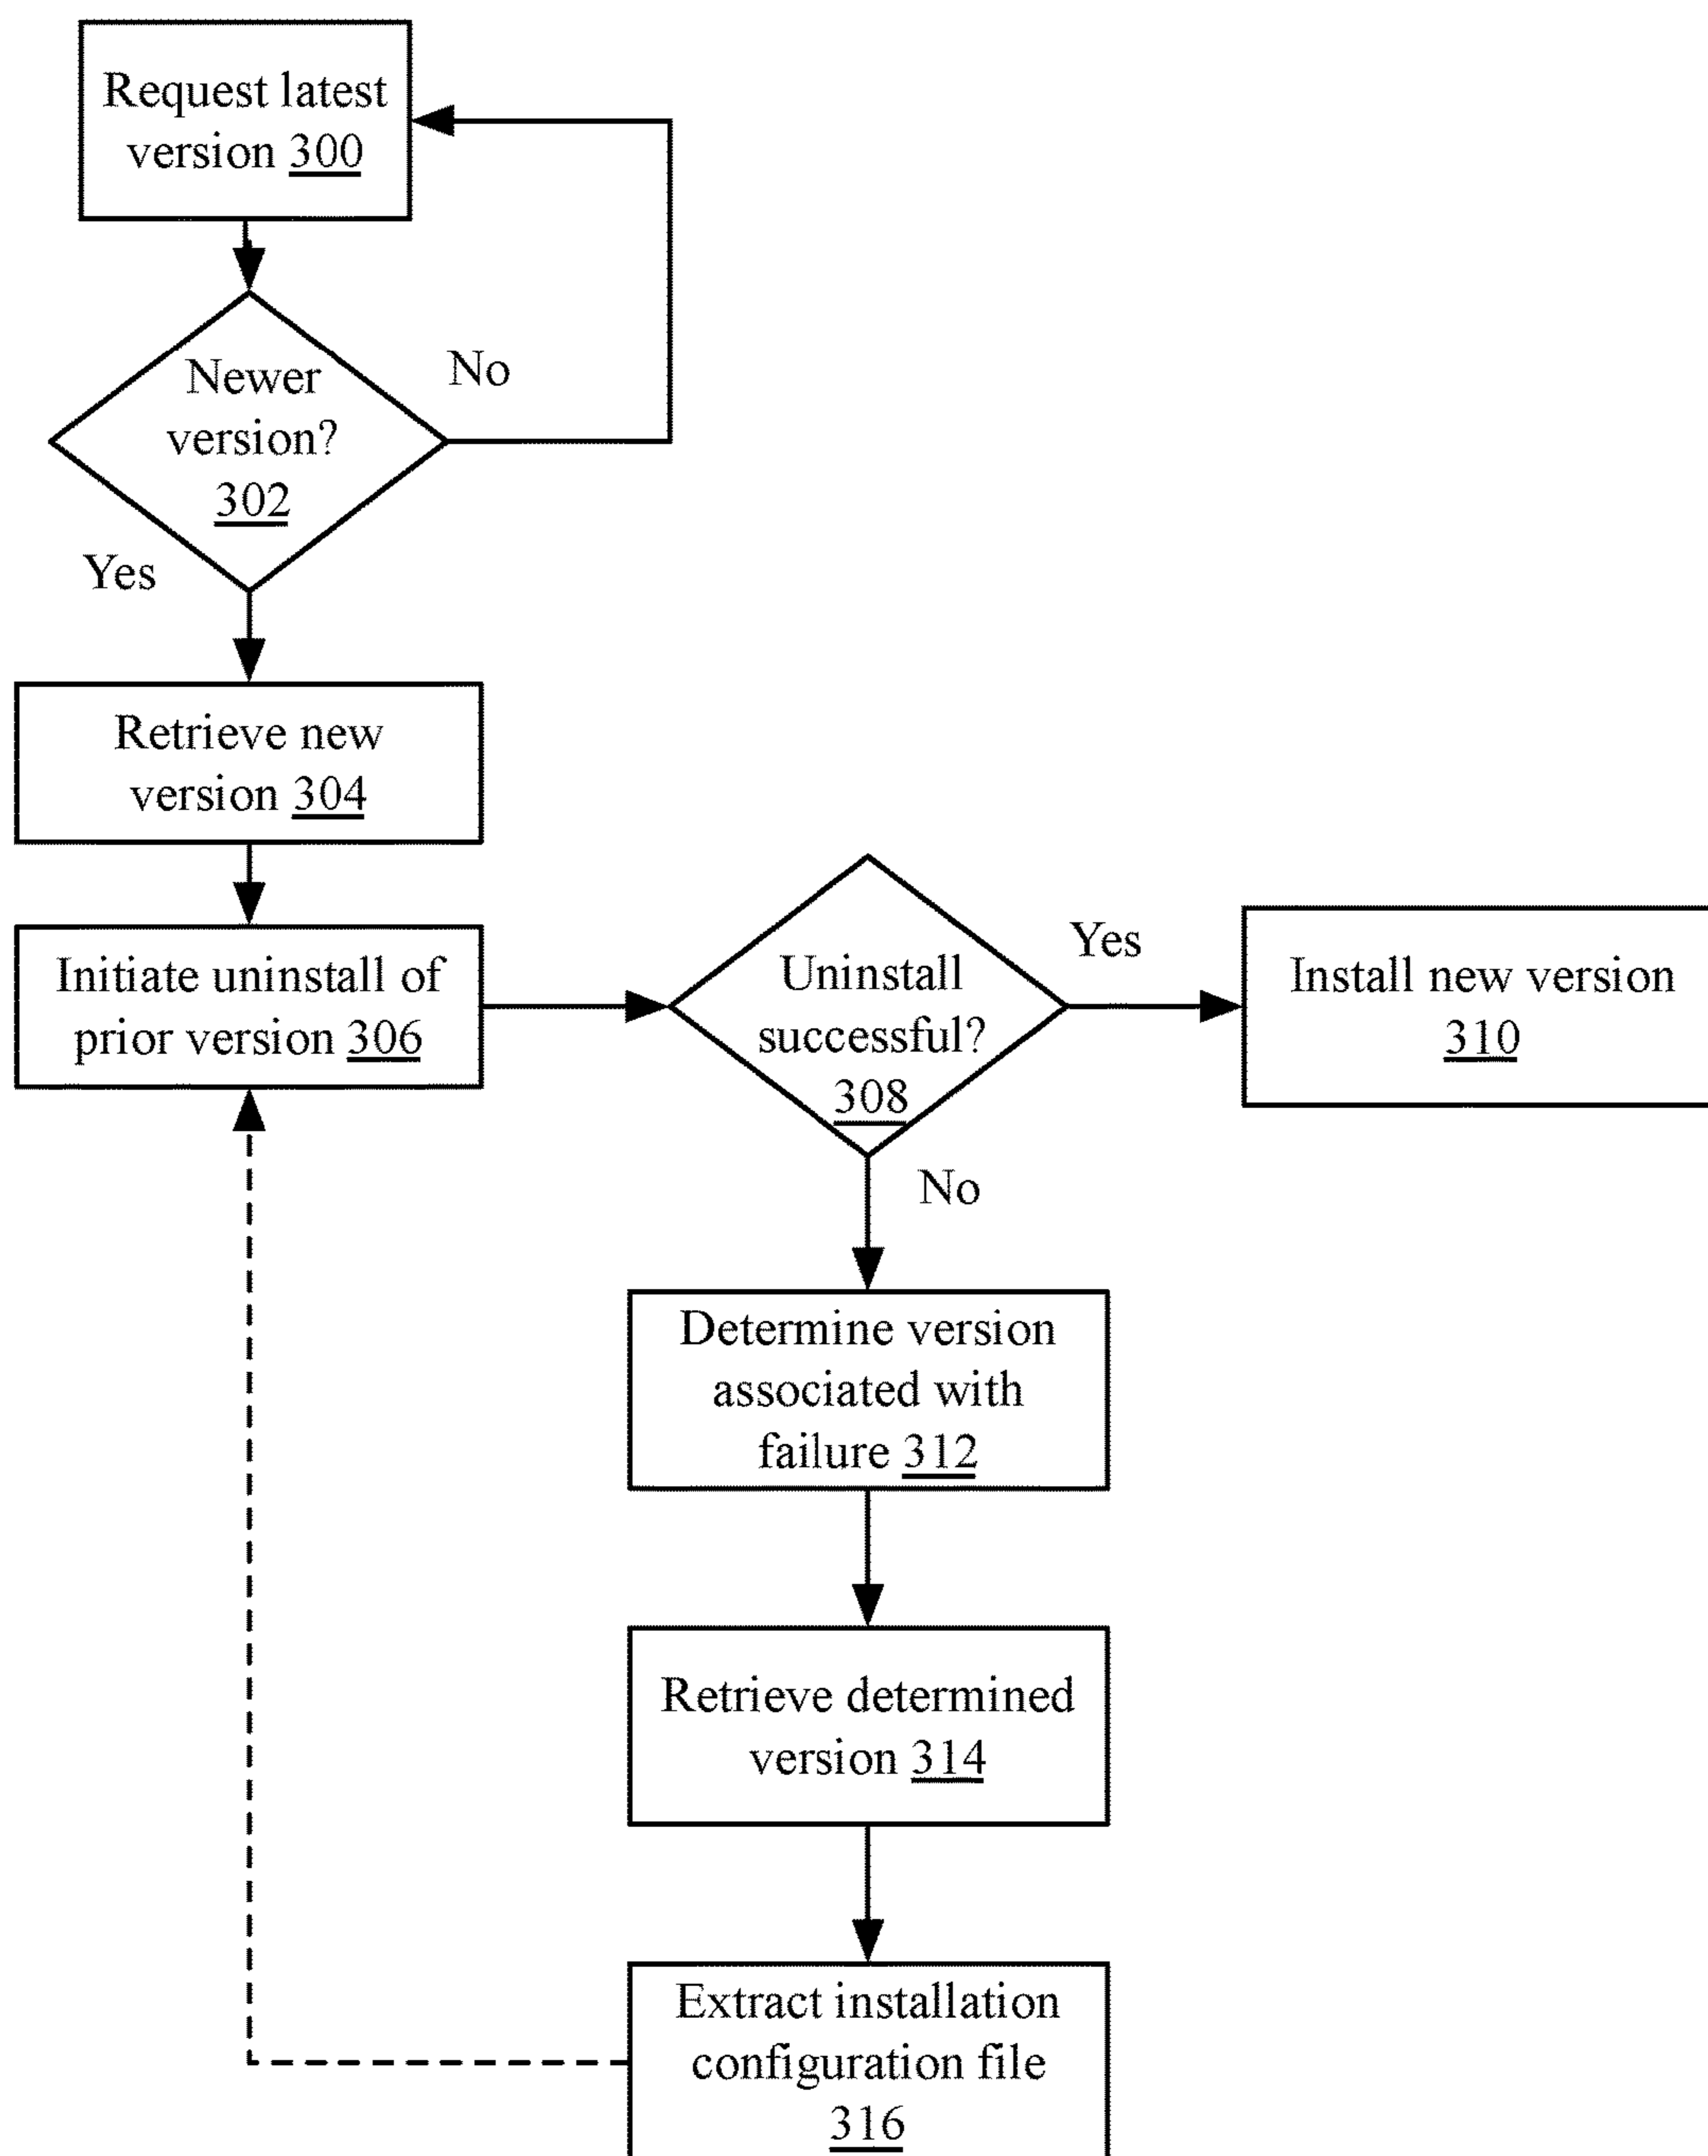 Request latest
version 300
Newer
version?
302
No
Yes
Retrieve new
version 304
Initiate uninstall of
prior version 306
Uninstall
successful?
308
Yes
Install new version
310
No
Determine version
associated with
failure 312
Retrieve determined
version 314
Extract installation
configuration file
316